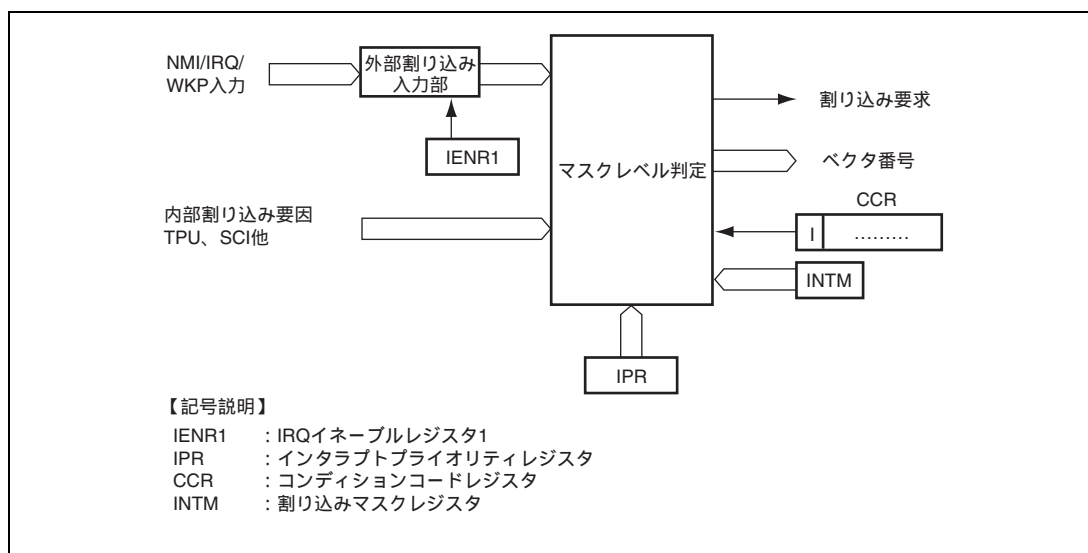 NMI/IRQ/
WKP入力
外部割り込み
入力部
IENR1
内部割り込み要因
TPU、SCI他
マスクレベル判定
割り込み要求
ベクタ番号
CCR
I
………
INTM
IPR
【記号説明】
IENR1 : IRQイネーブルレジスタ1
IPR : インタラプトプライオリティレジスタ
CCR : コンディションコードレジスタ
INTM : 割り込みマスクレジスタ